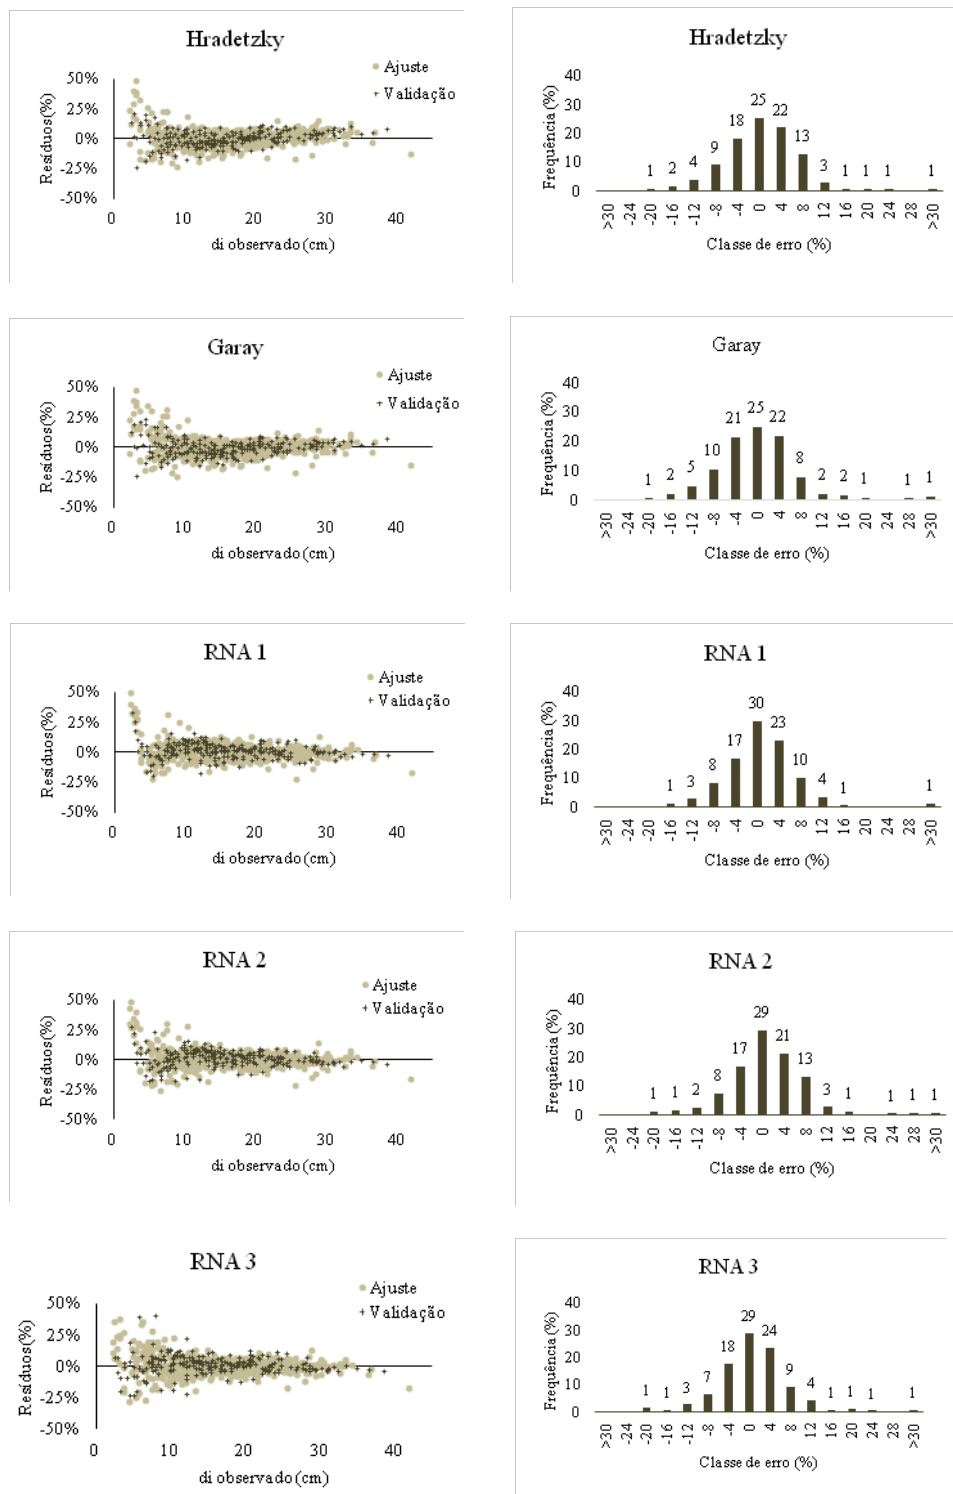 Hradetzky
Ajuste
Validação
Resíduos(%)
50%
25%
0%
-25%
-50%
0 10 20 30 40
di observado (cm)
Hradetzky
Frequência (%)
40
30
20
10
0
1 2 4 9 18 25 22 13 3 1 1 1 1
>30 -24 -20 -16 -12 -8 -4 0 4 8 12 16 20 24 28 >30
Classe de erro (%)
Garay
Ajuste
Validação
Resíduos(%)
50%
25%
0%
-25%
-50%
0 10 20 30 40
di observado (cm)
Garay
Frequência (%)
40
30
20
10
0
1 2 5 10 21 25 22 8 2 2 1 1 1
>30 -24 -20 -16 -12 -8 -4 0 4 8 12 16 20 24 28 >30
Classe de erro (%)
RNA 1
Ajuste
Validação
Resíduos(%)
50%
25%
0%
-25%
-50%
0 10 20 30 40
di observado (cm)
RNA 1
Frequência (%)
40
30
20
10
0
1 3 8 17 30 23 10 4 1 1
>30 -24 -20 -16 -12 -8 -4 0 4 8 12 16 20 24 28 >30
Classe de erro (%)
RNA 2
Ajuste
Validação
Resíduos(%)
50%
25%
0%
-25%
-50%
0 10 20 30 40
di observado (cm)
RNA 2
Frequência (%)
40
30
20
10
0
1 1 2 8 17 29 21 13 3 1 1 1 1
>30 -24 -20 -16 -12 -8 -4 0 4 8 12 16 20 24 28 >30
Classe de erro (%)
RNA 3
Ajuste
Validação
Resíduos(%)
50%
25%
0%
-25%
-50%
0 10 20 30 40
di observado (cm)
RNA 3
Frequência (%)
40
30
20
10
0
1 1 3 7 18 29 24 9 4 1 1 1 1
>30 -24 -20 -16 -12 -8 -4 0 4 8 12 16 20 24 28 >30
Classe de erro (%)